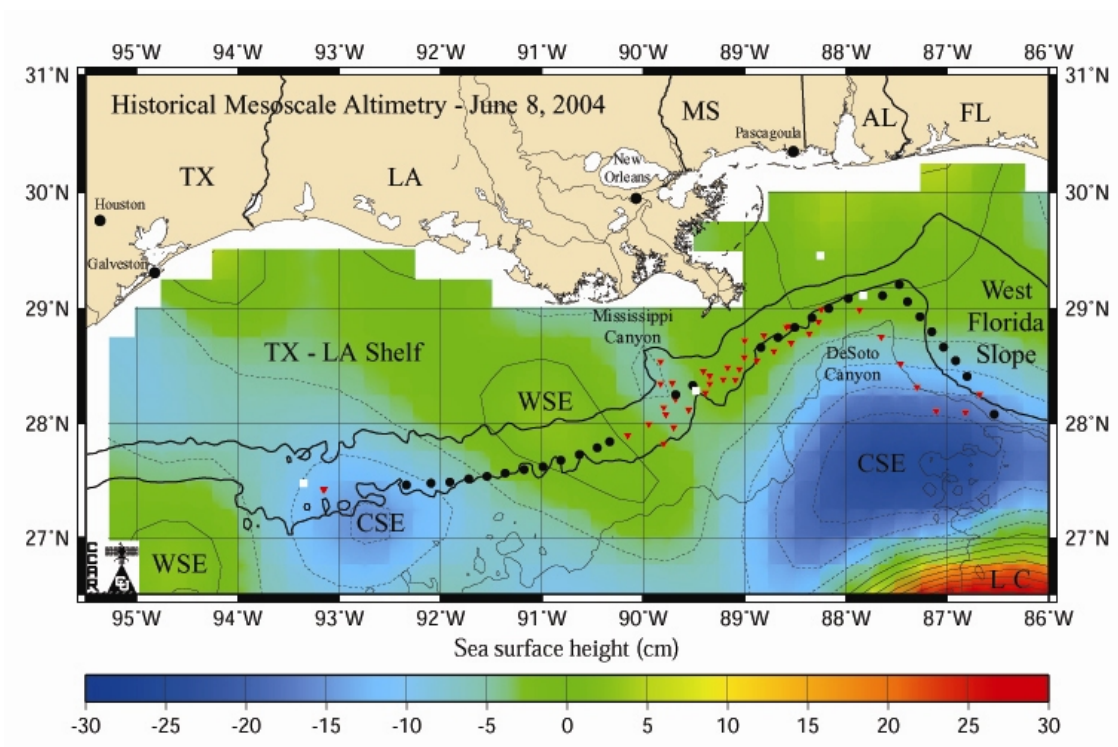 95˚W 94˚W 93˚W 92˚W 91˚W 90˚W 89˚W 88˚W 87˚W 86˚W
31˚N 31˚N
Historical Mesoscale Altimetry - June 8, 2004
MS
AL
FL
Pascagoula
TX
LA
New
Orleans
30˚N 30˚N
Houston
Galveston
29˚N 29˚N
West
Florida
Slope
Mississippi
Canyon
TX - LA Shelf
DeSoto
Canyon
WSE
28˚N 28˚N
CSE
CSE
27˚N 27˚N
WSE
CCAR
CU
L C
95˚W 94˚W 93˚W 92˚W 91˚W 90˚W 89˚W 88˚W 87˚W 86˚W
Sea surface height (cm)
-30 -25 -20 -15 -10 -5 0 5 10 15 20 25 30